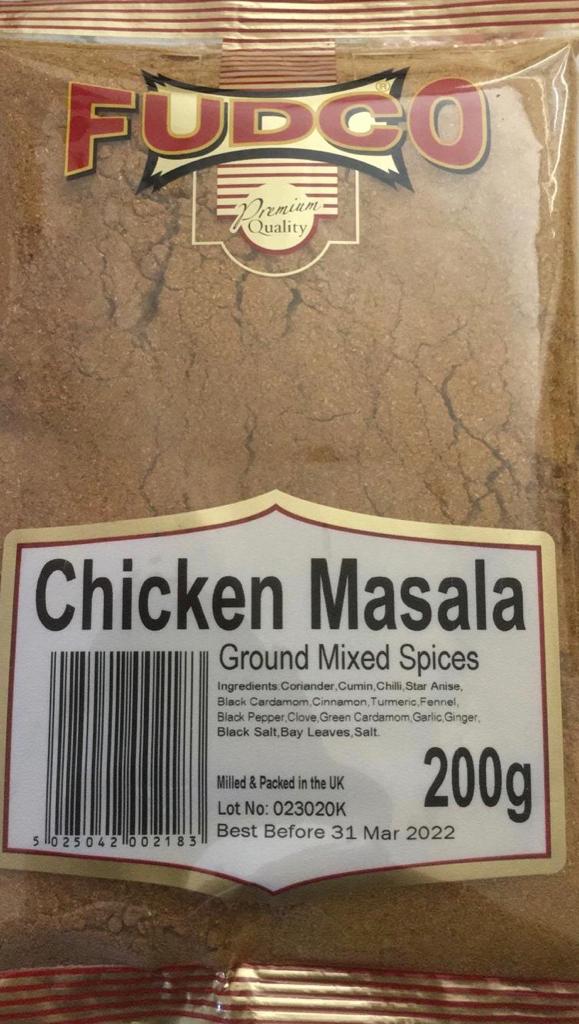 FUDCO
®
Premium
Quality
Chicken Masala
Ground Mixed Spices
Ingredients:Coriander,Cumin,Chilli,Star Anise,
Black Cardamom,Cinnamon,Turmeric,Fennel,
Black Pepper,Clove,Green Cardamom,Garlic,Ginger,
Black Salt,Bay Leaves,Salt.
200g
Milled & Packed in the UK
Lot No: 023020K
Best Before 31 Mar 2022
5 025042 002183